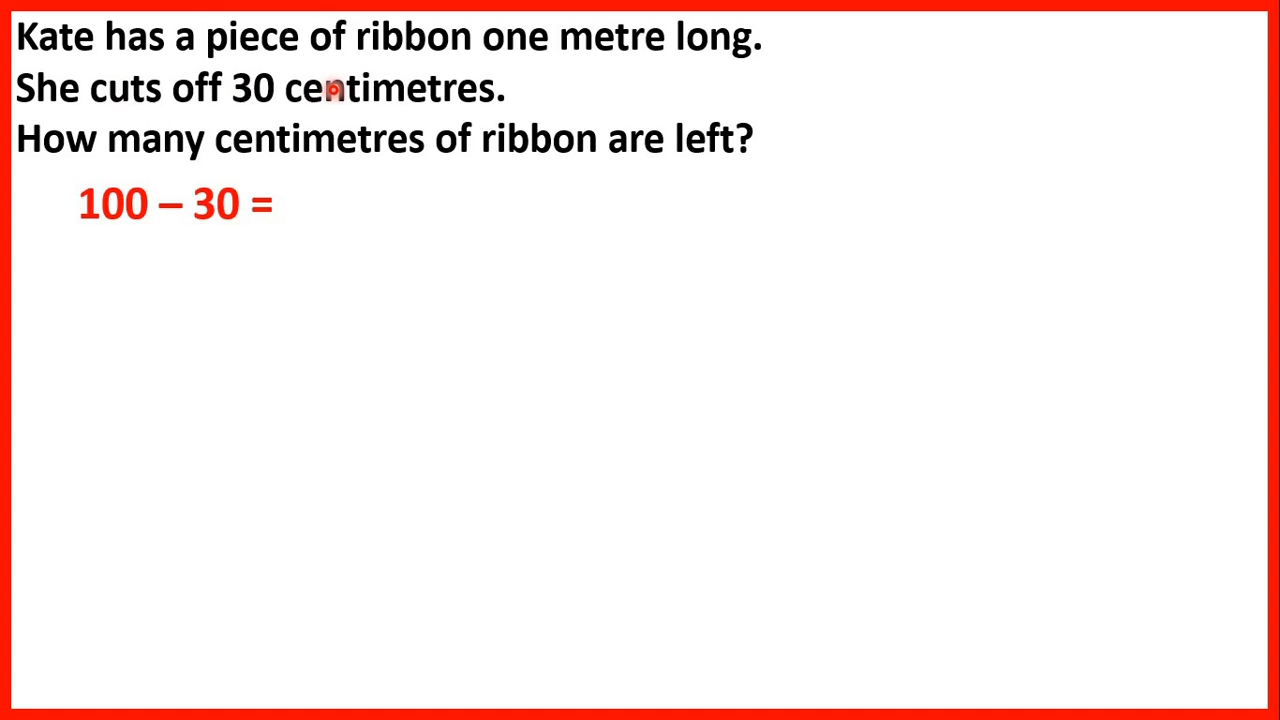 Kate has a piece of ribbon one metre long.
She cuts off 30 centimetres.
How many centimetres of ribbon are left?
100 – 30 =